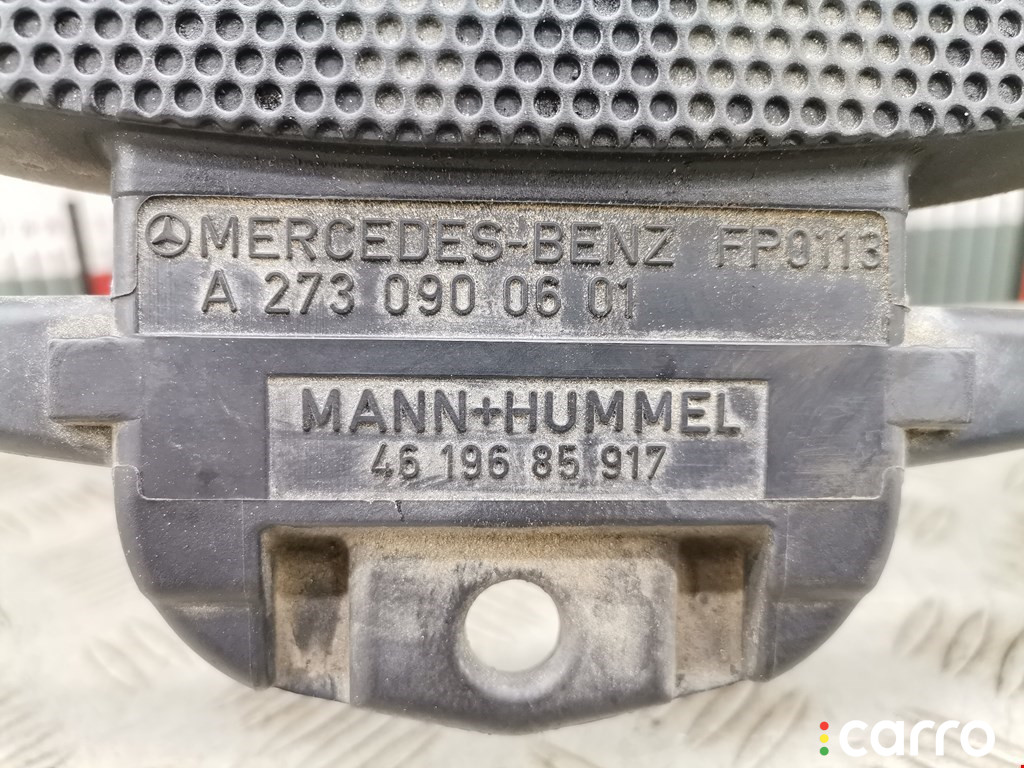 MERCEDES-BENZ FP0113
A 273 090 06 01
MANN+HUMMEL
46 196 85 917
carro